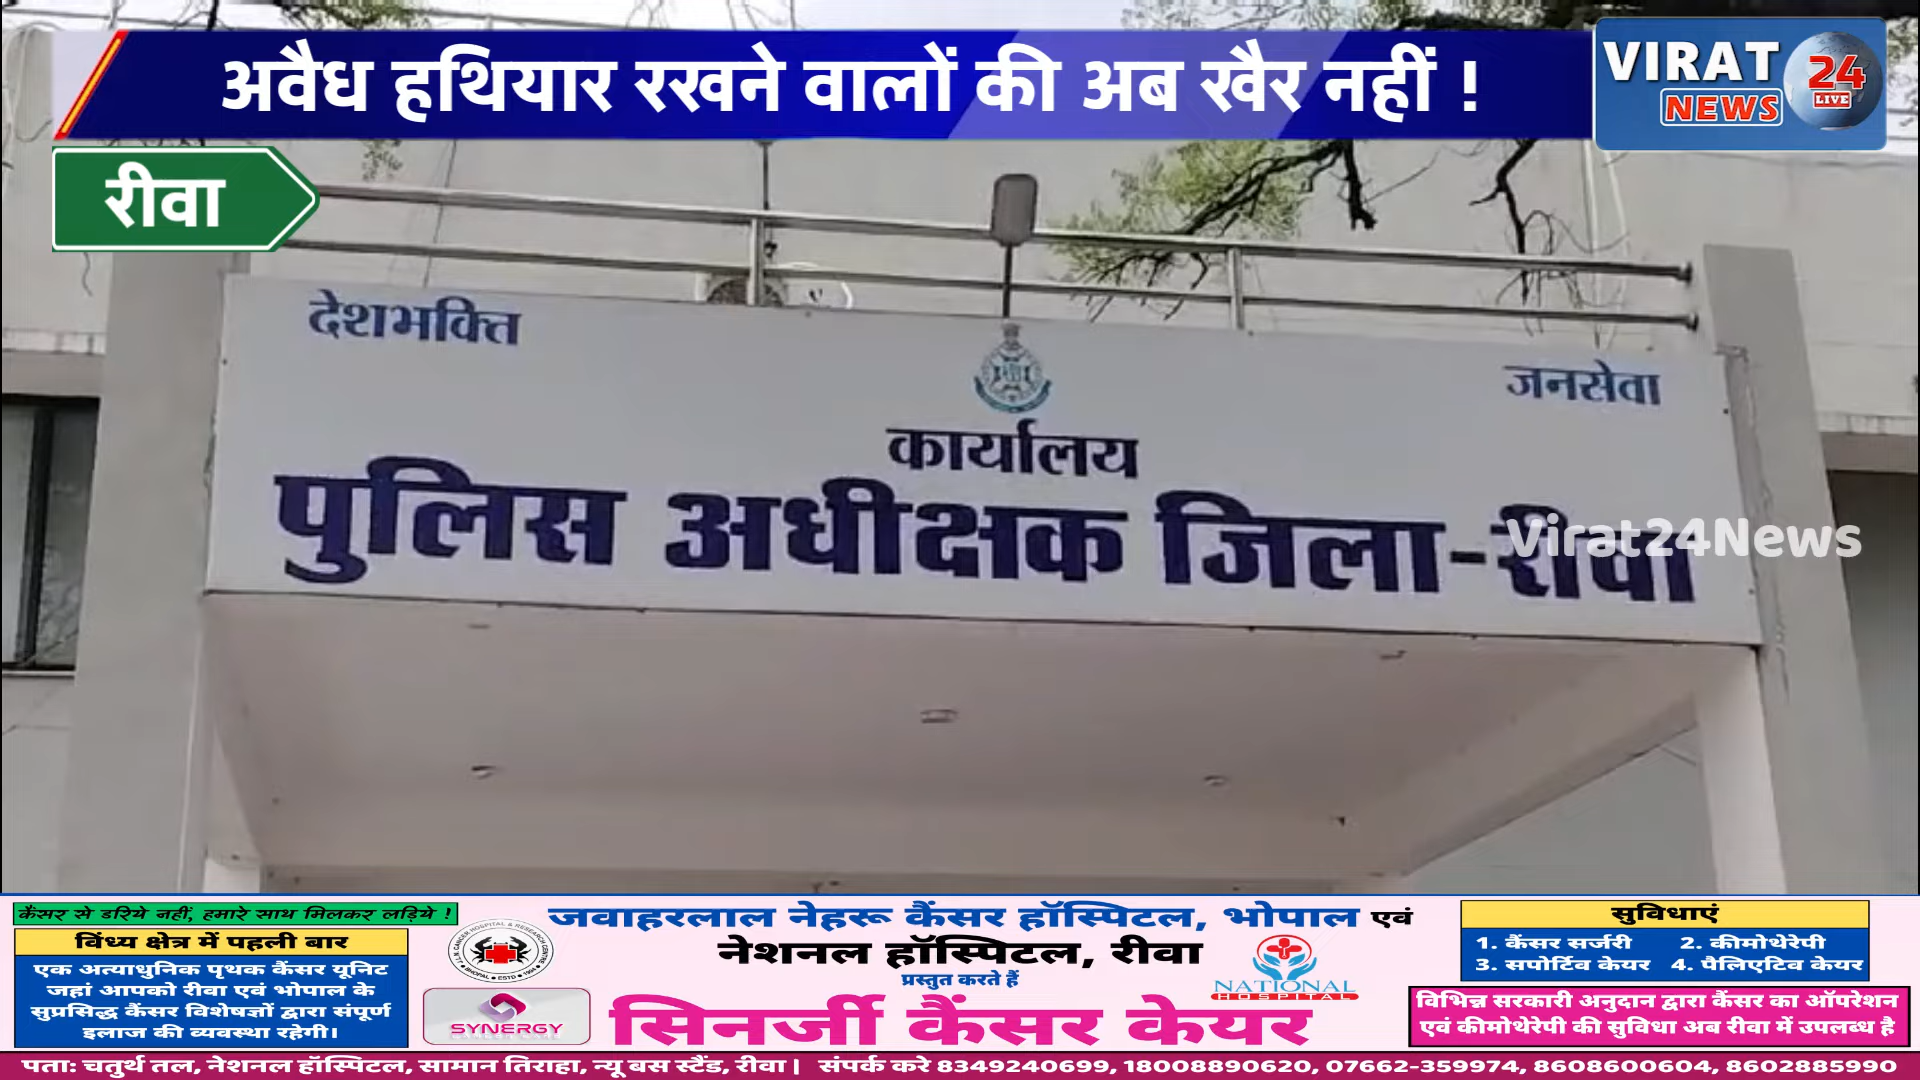 अवैध हथियार रखने वालों की अब खैर नहीं !
VIRAT
NEWS
24
LIVE
रीवा
देशभक्ति
जनसेवा
कार्यालय
पुलिस अधीक्षक जिला-रीवा
Virat24News
कैंसर से डरिये नहीं, हमारे साथ मिलकर लड़िये !
विंध्य क्षेत्र में पहली बार
एक अत्याधुनिक पृथक कैंसर यूनिट
जहां आपको रीवा एवं भोपाल के
सुप्रसिद्ध कैंसर विशेषज्ञों द्वारा संपूर्ण
इलाज की व्यवस्था रहेगी।
SYNERGY
जवाहरलाल नेहरू कैंसर हॉस्पिटल, भोपाल एवं
नेशनल हॉस्पिटल, रीवा
प्रस्तुत करते हैं
सिनर्जी कैंसर केयर
NATIONAL
HOSPITAL
सुविधाएं
1. कैंसर सर्जरी 2. कीमोथेरेपी
3. सपोर्टिव केयर 4. पैलिएटिव केयर
विभिन्न सरकारी अनुदान द्वारा कैंसर का ऑपरेशन
एवं कीमोथेरेपी की सुविधा अब रीवा में उपलब्ध है
पता: चतुर्थ तल, नेशनल हॉस्पिटल, सामान तिराहा, न्यू बस स्टैंड, रीवा | संपर्क करे 8349240699, 18008890620, 07662-359974, 8608600604, 8602885990